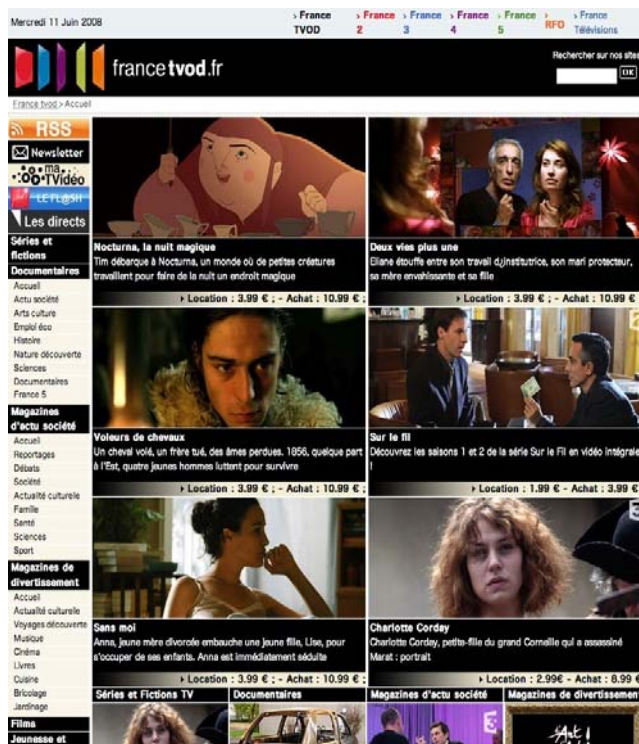 Mercredi 11 Juin 2008
› France TVOD
› France 2
› France 3
› France 4
› France 5
› RFO
› France Télévisions
francetvod.fr
Rechercher sur nos sites
OK
France tvod > Accueil
RSS
Newsletter
ma TVidéo
LE FL@SH
Les directs
Séries et
fictions
Documentaires
Accueil
Actu société
Arts culture
Emploi éco
Histoire
Nature découverte
Sciences
Documentaires
France 5
Magazines
d'actu société
Accueil
Reportages
Débats
Société
Actualité culturelle
Famille
Santé
Sciences
Sport
Magazines de
divertissement
Accueil
Actualité culturelle
Voyages découverte
Musique
Cinéma
Livres
Cuisine
Bricolage
Jardinage
Films
Jeunesse et
Nocturna, la nuit magique
Tim débarque à Nocturna, un monde où de petites créatures
travaillent pour faire de la nuit un endroit magique
Location : 3.99 € ; - Achat : 10.99 € ;
Deux vies plus une
Eliane étouffe entre son travail d¿institutrice, son mari protecteur,
sa mère envahissante et sa fille
Location : 3.99 € ; - Achat : 10.99 €
Voleurs de chevaux
Un cheval volé, un frère tué, des âmes perdues. 1856, quelque part
à l'Est, quatre jeunes hommes luttent pour survivre
Location : 3.99 € ; - Achat : 10.99 € ;
Sur le fil
Découvrez les saisons 1 et 2 de la série Sur le Fil en vidéo intégrale
!
Location : 1.99 € - Achat : 3.99 €
Sans moi
Anna, jeune mère divorcée embauche une jeune fille, Lise, pour
s'occuper de ses enfants. Anna est immédiatement séduite
Location : 3.99 € ; - Achat : 10.99 € ;
3
Charlotte Corday
Charlotte Corday, petite-fille du grand Corneille qui a assassiné
Marat : portrait
Location : 2.99€ - Achat : 8.99 €
Séries et Fictions TV
Documentaires
Magazines d'actu société
Magazines de divertissement
3